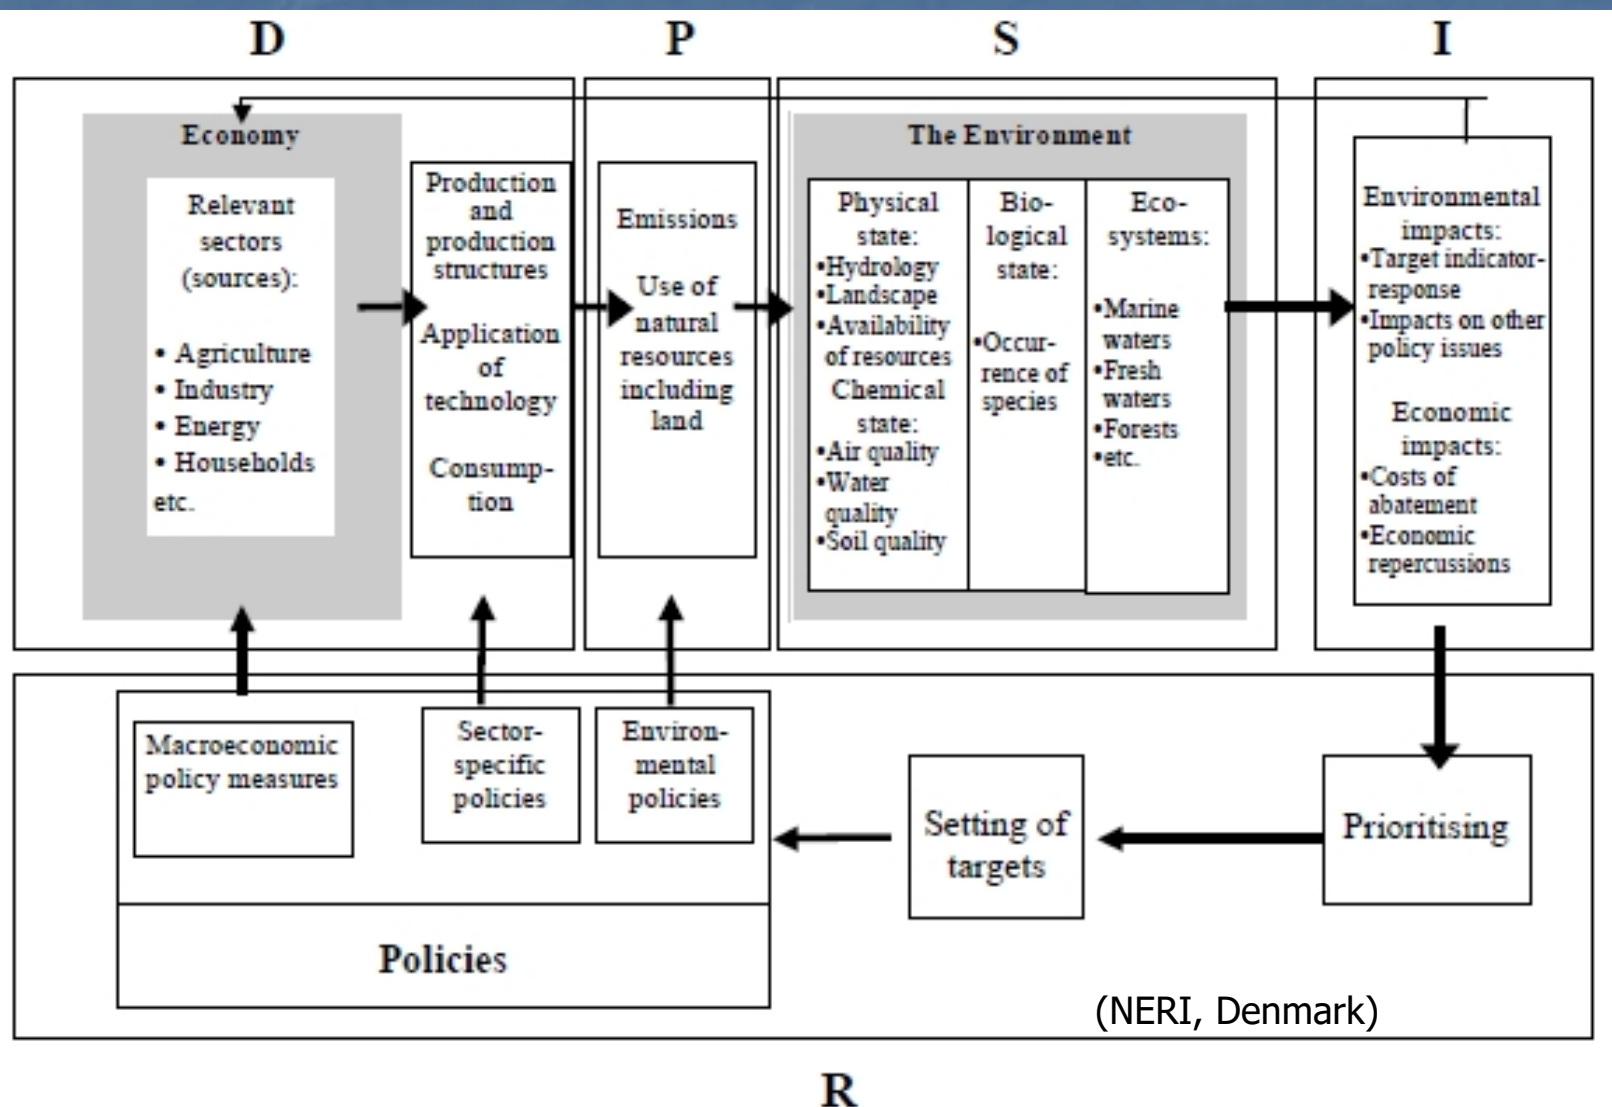 D
P
S
I
Economy
Relevant
sectors
(sources):
• Agriculture
• Industry
• Energy
• Households
etc.
Production
and
production
structures
Application
of
technology
Consump-
tion
Emissions
Use of
natural
resources
including
land
The Environment
Physical
state:
•Hydrology
•Landscape
•Availability
of resources
Chemical
state:
•Air quality
•Water
quality
•Soil quality
Bio-
logical
state:
•Occur-
rence of
species
Eco-
systems:
•Marine
waters
•Fresh
waters
•Forests
•etc.
Environmental
impacts:
•Target indicator-
response
•Impacts on other
policy issues
Economic
impacts:
•Costs of
abatement
•Economic
repercussions
Macroeconomic
policy measures
Sector-
specific
policies
Environ-
mental
policies
Policies
Setting of
targets
Prioritising
(NERI, Denmark)
R